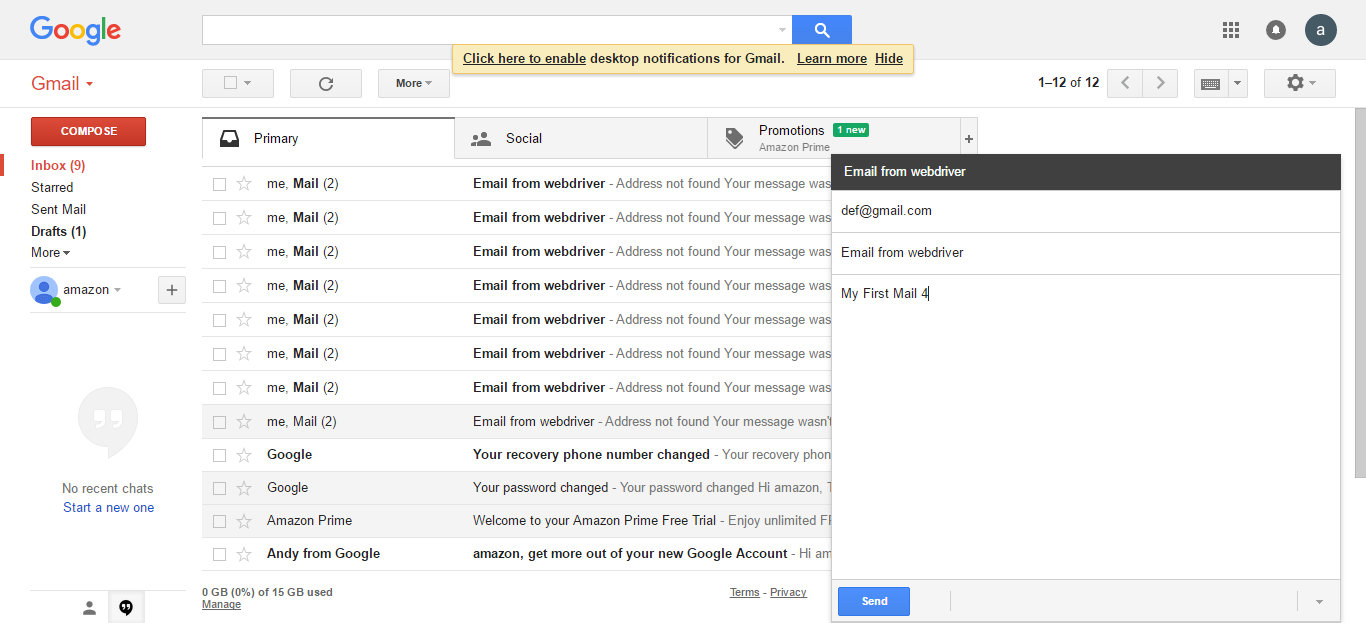 Google
a
Click here to enable desktop notifications for Gmail. Learn more Hide
Gmail
More
1–12 of 12
COMPOSE
Inbox (9)
Starred
Sent Mail
Drafts (1)
More
amazon
+
No recent chats
Start a new one
Primary
Social
Promotions 1 new
Amazon Prime
+
me, Mail (2) Email from webdriver - Address not found Your message was
me, Mail (2) Email from webdriver - Address not found Your message was
me, Mail (2) Email from webdriver - Address not found Your message was
me, Mail (2) Email from webdriver - Address not found Your message was
me, Mail (2) Email from webdriver - Address not found Your message was
me, Mail (2) Email from webdriver - Address not found Your message was
me, Mail (2) Email from webdriver - Address not found Your message was
me, Mail (2) Email from webdriver - Address not found Your message wasn't
Google Your recovery phone number changed - Your recovery phon
Google Your password changed - Your password changed Hi amazon, T
Amazon Prime Welcome to your Amazon Prime Free Trial - Enjoy unlimited FR
Andy from Google amazon, get more out of your new Google Account - Hi am
0 GB (0%) of 15 GB used
Manage
Terms - Privacy
Email from webdriver
def@gmail.com
Email from webdriver
My First Mail 4
Send